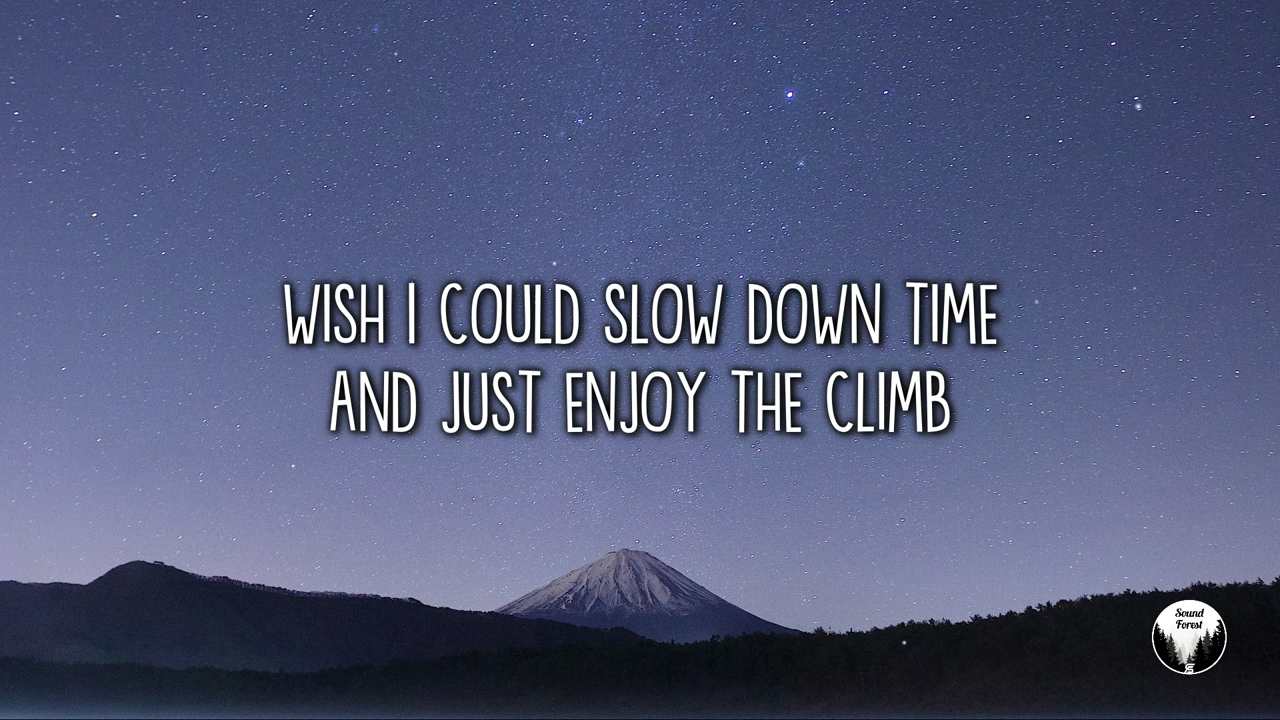 WISH I COULD SLOW DOWN TIME
AND JUST ENJOY THE CLIMB
Sound
Forest